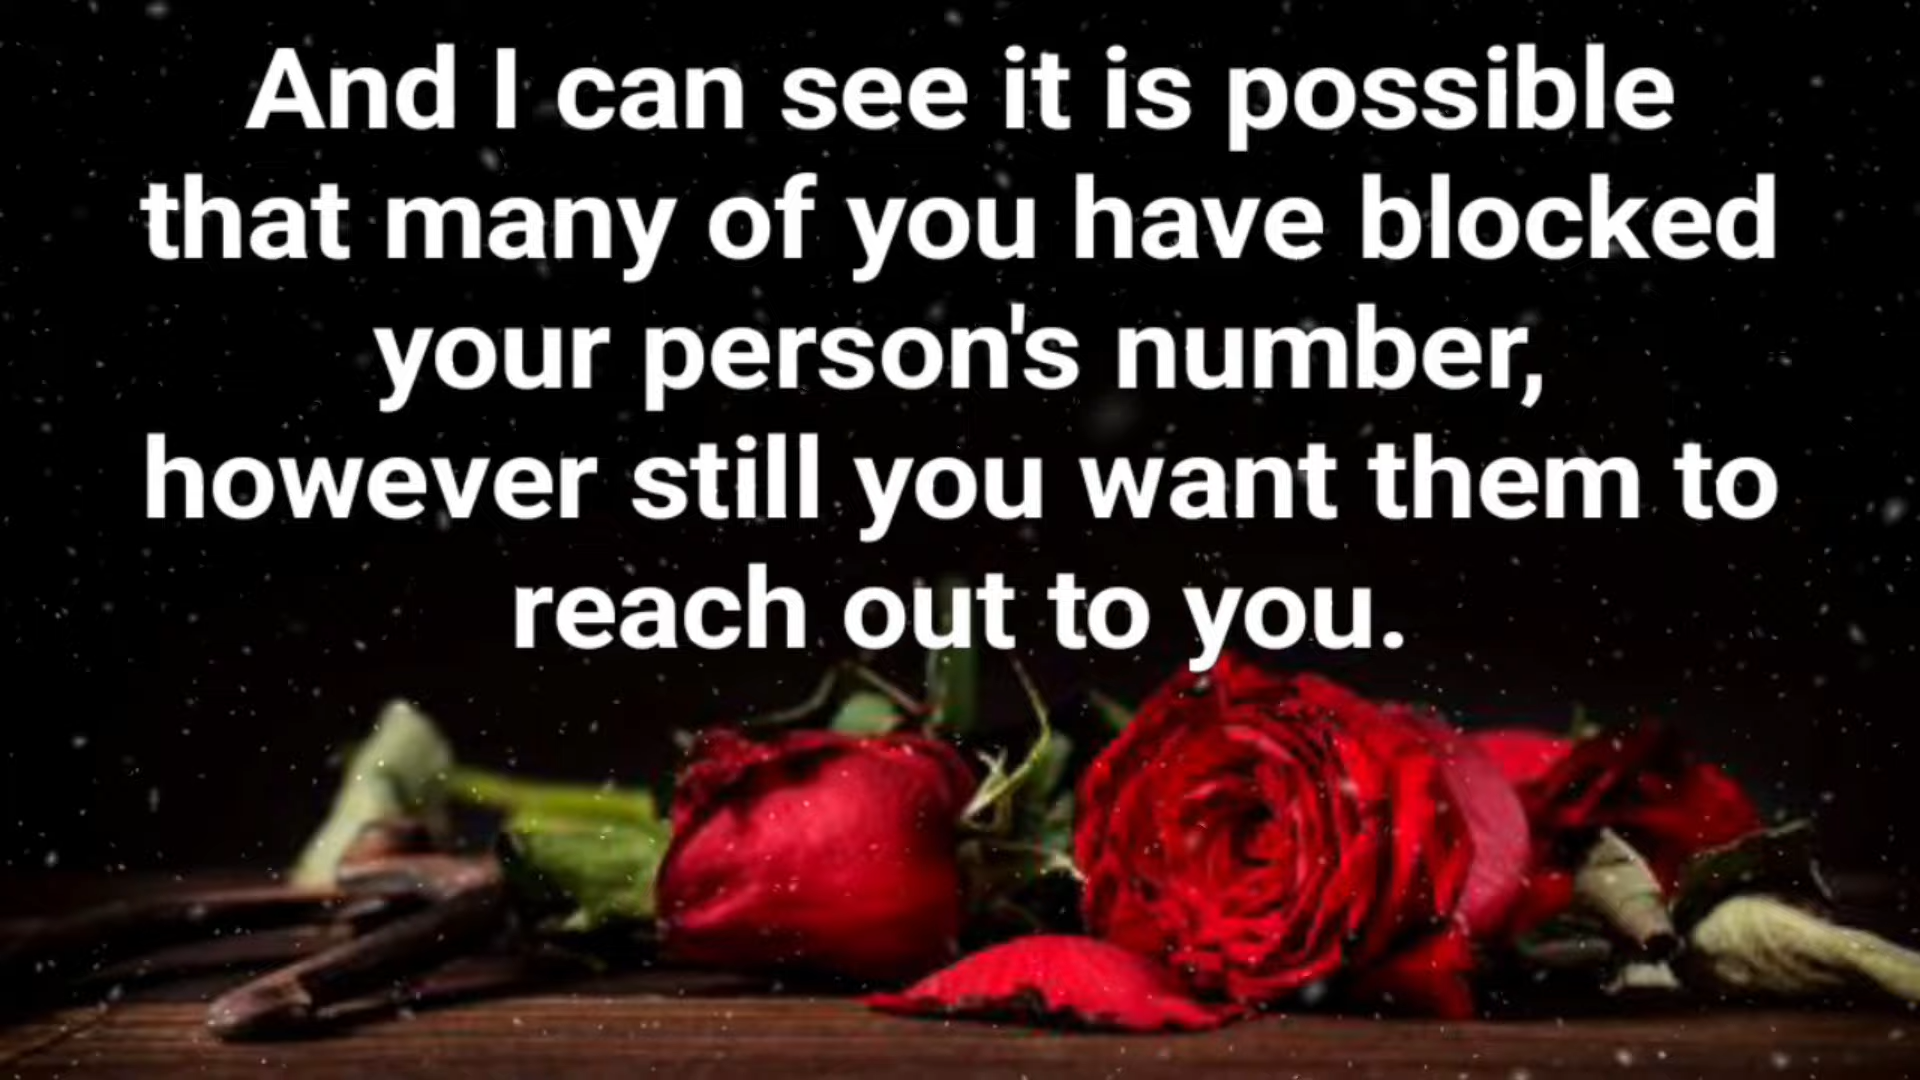 And I can see it is possible
that many of you have blocked
your person's number,
however still you want them to
reach out to you.